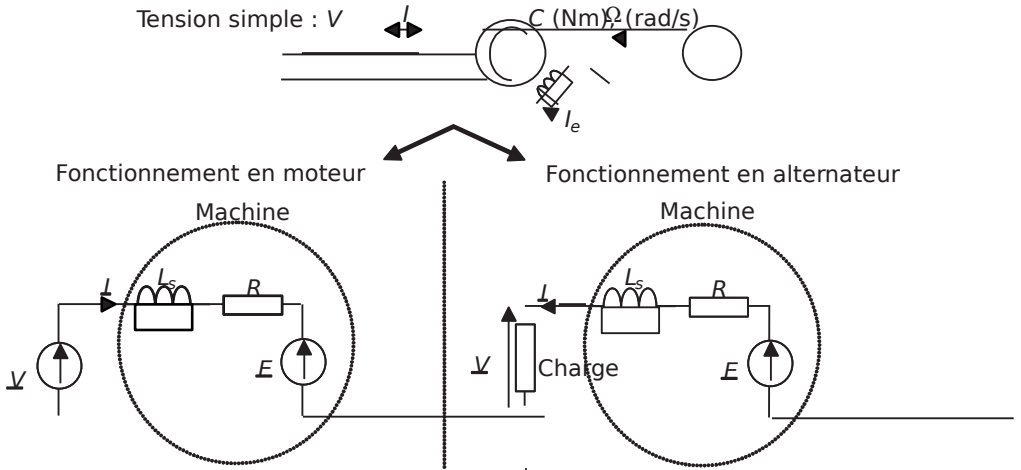 Tension simple : V
I
C (Nm), Ω (rad/s)
Ie
Fonctionnement en moteur
Fonctionnement en alternateur
Machine
Machine
I
Ls
R
V
E
I
Ls
R
V
Charge
E